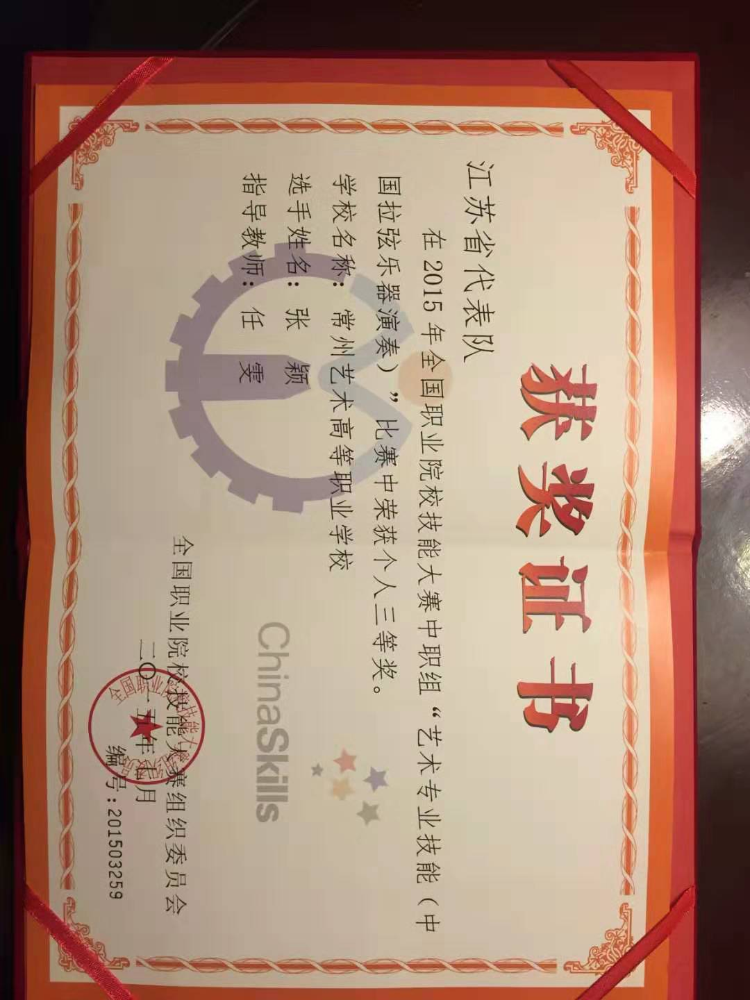 获奖证书
江苏省代表队
在 2015 年全国职业院校技能大赛中职组“艺术专业技能（中
国拉弦乐器演奏）”比赛中荣获个人三等奖。
学校名称：常州艺术高等职业学校
选手姓名：张 颖
指导教师：任 雯
ChinaSkills
全国职业院校技能大赛组织委员会
二〇一五年七月
编号:201503259